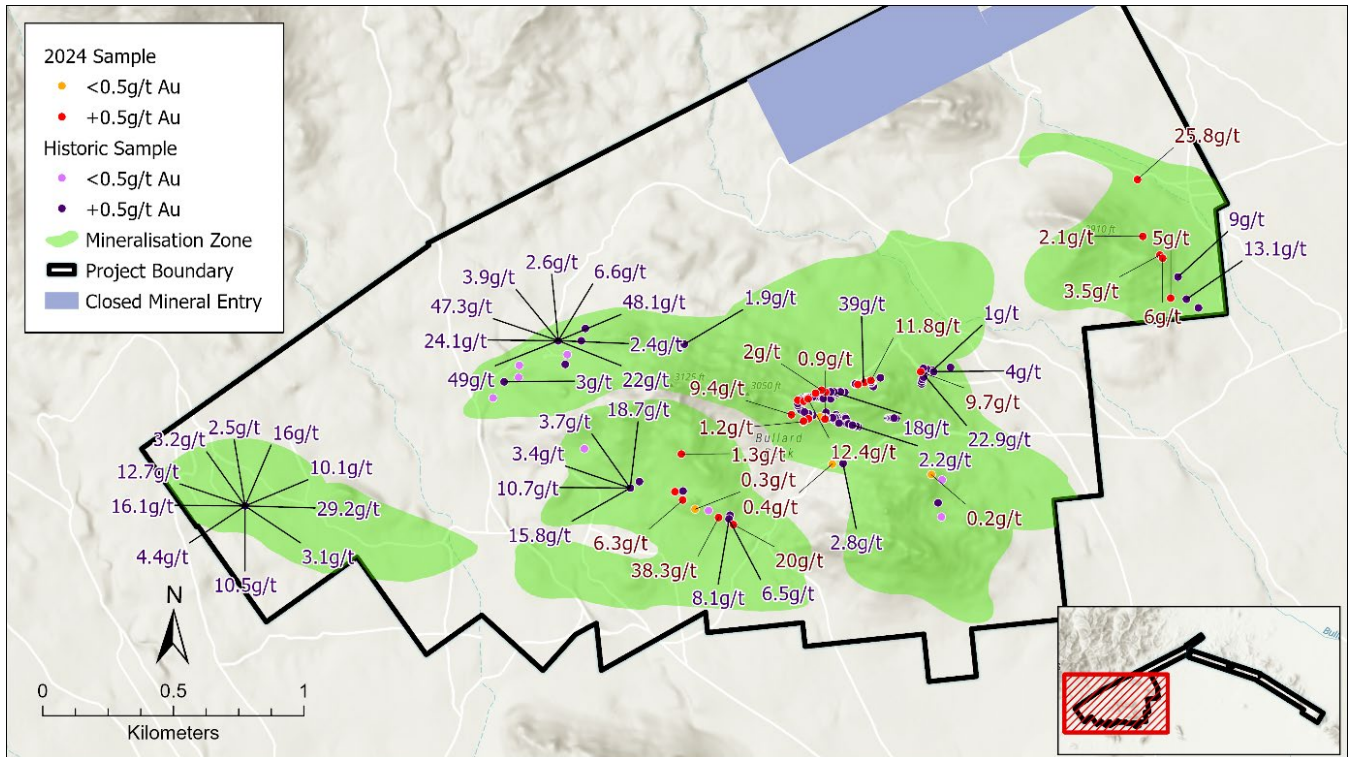 2024 Sample
<0.5g/t Au
+0.5g/t Au
Historic Sample
<0.5g/t Au
+0.5g/t Au
Mineralisation Zone
Project Boundary
Closed Mineral Entry
25.8g/t
2.1g/t
5g/t
9g/t
13.1g/t
3.5g/t
6g/t
2.6g/t
3.9g/t
6.6g/t
47.3g/t
48.1g/t
24.1g/t
2.4g/t
49g/t
22g/t
3g/t
1.9g/t
39g/t
11.8g/t
1g/t
2g/t
0.9g/t
4g/t
9.4g/t
9.7g/t
3125 ft
3050 ft
1.2g/t
18g/t
22.9g/t
Bullard
12.4g/t
2.2g/t
18.7g/t
3.7g/t
3.4g/t
10.7g/t
15.8g/t
1.3g/t
0.3g/t
0.4g/t
0.2g/t
2.8g/t
6.3g/t
38.3g/t
20g/t
8.1g/t
6.5g/t
2.5g/t
3.2g/t
16g/t
12.7g/t
10.1g/t
16.1g/t
29.2g/t
4.4g/t
3.1g/t
10.5g/t
N
0 0.5 1
Kilometers